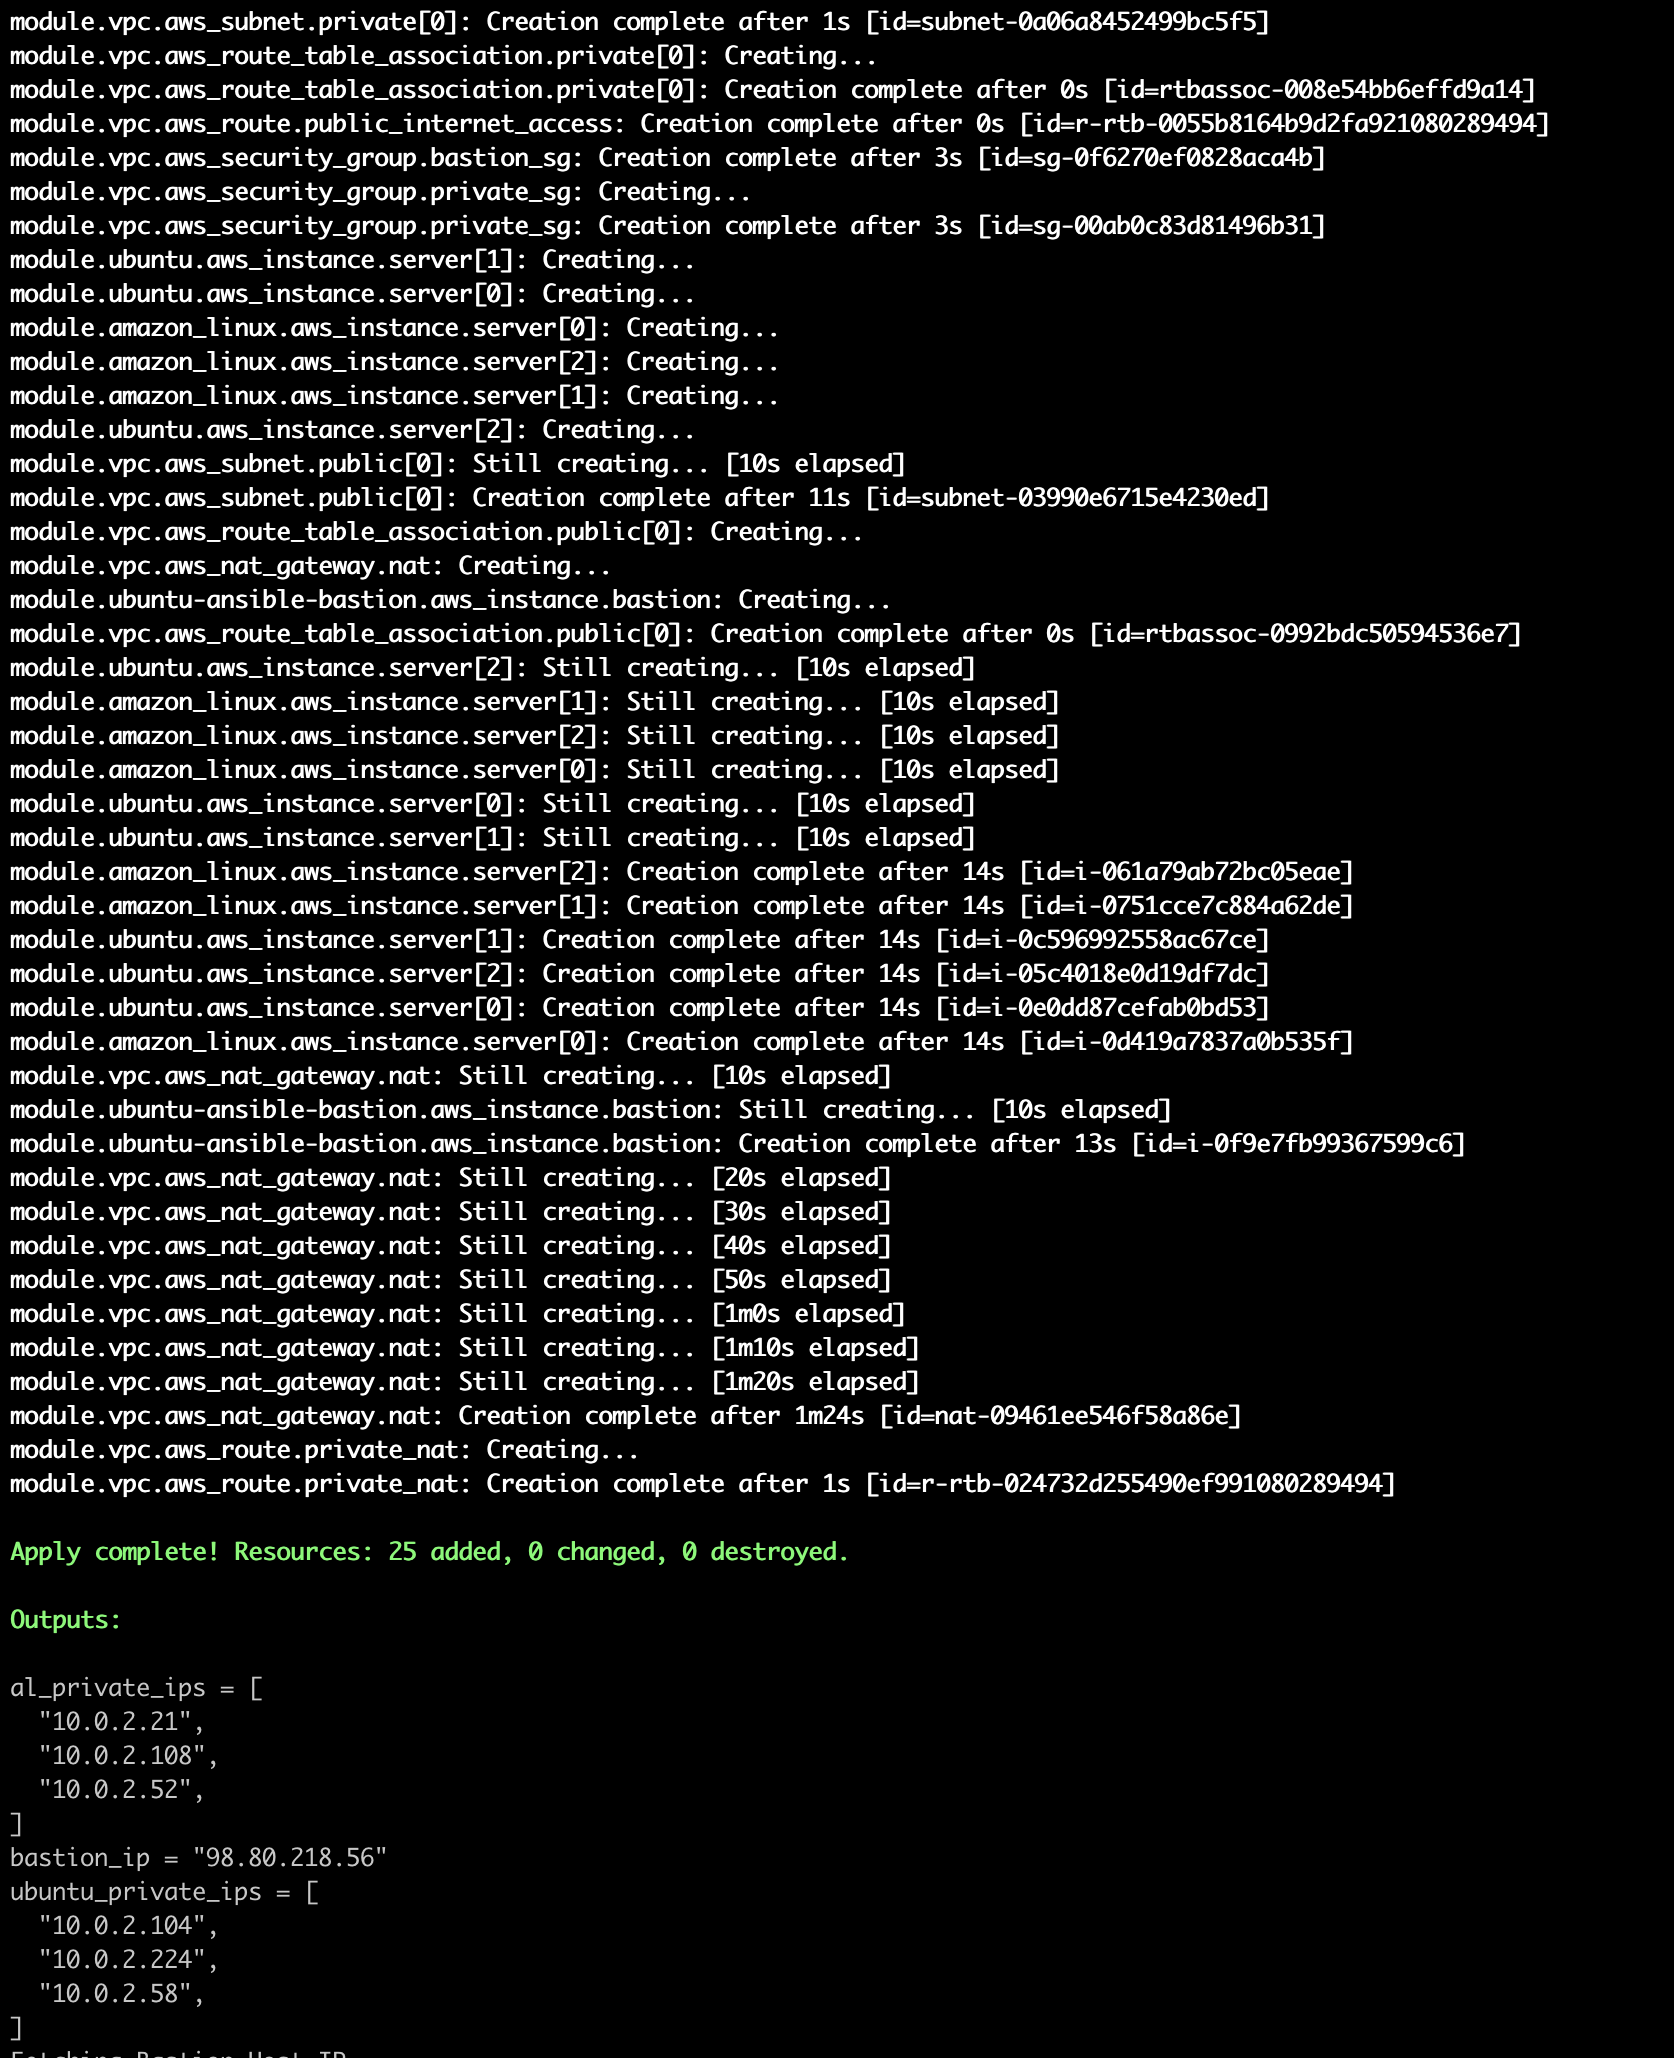 module.vpc.aws_subnet.private[0]: Creation complete after 1s [id=subnet-0a06a8452499bc5f5]
module.vpc.aws_route_table_association.private[0]: Creating...
module.vpc.aws_route_table_association.private[0]: Creation complete after 0s [id=rtbassoc-008e54bb6effd9a14]
module.vpc.aws_route.public_internet_access: Creation complete after 0s [id=r-rtb-0055b8164b9d2fa921080289494]
module.vpc.aws_security_group.bastion_sg: Creation complete after 3s [id=sg-0f6270ef0828aca4b]
module.vpc.aws_security_group.private_sg: Creating...
module.vpc.aws_security_group.private_sg: Creation complete after 3s [id=sg-00ab0c83d81496b31]
module.ubuntu.aws_instance.server[1]: Creating...
module.ubuntu.aws_instance.server[0]: Creating...
module.amazon_linux.aws_instance.server[0]: Creating...
module.amazon_linux.aws_instance.server[2]: Creating...
module.amazon_linux.aws_instance.server[1]: Creating...
module.ubuntu.aws_instance.server[2]: Creating...
module.vpc.aws_subnet.public[0]: Still creating... [10s elapsed]
module.vpc.aws_subnet.public[0]: Creation complete after 11s [id=subnet-03990e6715e4230ed]
module.vpc.aws_route_table_association.public[0]: Creating...
module.vpc.aws_nat_gateway.nat: Creating...
module.ubuntu-ansible-bastion.aws_instance.bastion: Creating...
module.vpc.aws_route_table_association.public[0]: Creation complete after 0s [id=rtbassoc-0992bdc50594536e7]
module.ubuntu.aws_instance.server[2]: Still creating... [10s elapsed]
module.amazon_linux.aws_instance.server[1]: Still creating... [10s elapsed]
module.amazon_linux.aws_instance.server[2]: Still creating... [10s elapsed]
module.amazon_linux.aws_instance.server[0]: Still creating... [10s elapsed]
module.ubuntu.aws_instance.server[0]: Still creating... [10s elapsed]
module.ubuntu.aws_instance.server[1]: Still creating... [10s elapsed]
module.amazon_linux.aws_instance.server[2]: Creation complete after 14s [id=i-061a79ab72bc05eae]
module.amazon_linux.aws_instance.server[1]: Creation complete after 14s [id=i-0751cce7c884a62de]
module.ubuntu.aws_instance.server[1]: Creation complete after 14s [id=i-0c596992558ac67ce]
module.ubuntu.aws_instance.server[2]: Creation complete after 14s [id=i-05c4018e0d19df7dc]
module.ubuntu.aws_instance.server[0]: Creation complete after 14s [id=i-0e0dd87cefab0bd53]
module.amazon_linux.aws_instance.server[0]: Creation complete after 14s [id=i-0d419a7837a0b535f]
module.vpc.aws_nat_gateway.nat: Still creating... [10s elapsed]
module.ubuntu-ansible-bastion.aws_instance.bastion: Still creating... [10s elapsed]
module.ubuntu-ansible-bastion.aws_instance.bastion: Creation complete after 13s [id=i-0f9e7fb99367599c6]
module.vpc.aws_nat_gateway.nat: Still creating... [20s elapsed]
module.vpc.aws_nat_gateway.nat: Still creating... [30s elapsed]
module.vpc.aws_nat_gateway.nat: Still creating... [40s elapsed]
module.vpc.aws_nat_gateway.nat: Still creating... [50s elapsed]
module.vpc.aws_nat_gateway.nat: Still creating... [1m0s elapsed]
module.vpc.aws_nat_gateway.nat: Still creating... [1m10s elapsed]
module.vpc.aws_nat_gateway.nat: Still creating... [1m20s elapsed]
module.vpc.aws_nat_gateway.nat: Creation complete after 1m24s [id=nat-09461ee546f58a86e]
module.vpc.aws_route.private_nat: Creating...
module.vpc.aws_route.private_nat: Creation complete after 1s [id=r-rtb-024732d255490ef991080289494]
Apply complete! Resources: 25 added, 0 changed, 0 destroyed.
Outputs:
al_private_ips = [
  "10.0.2.21",
  "10.0.2.108",
  "10.0.2.52",
]
bastion_ip = "98.80.218.56"
ubuntu_private_ips = [
  "10.0.2.104",
  "10.0.2.224",
  "10.0.2.58",
]
Fetching Bastion Host IP